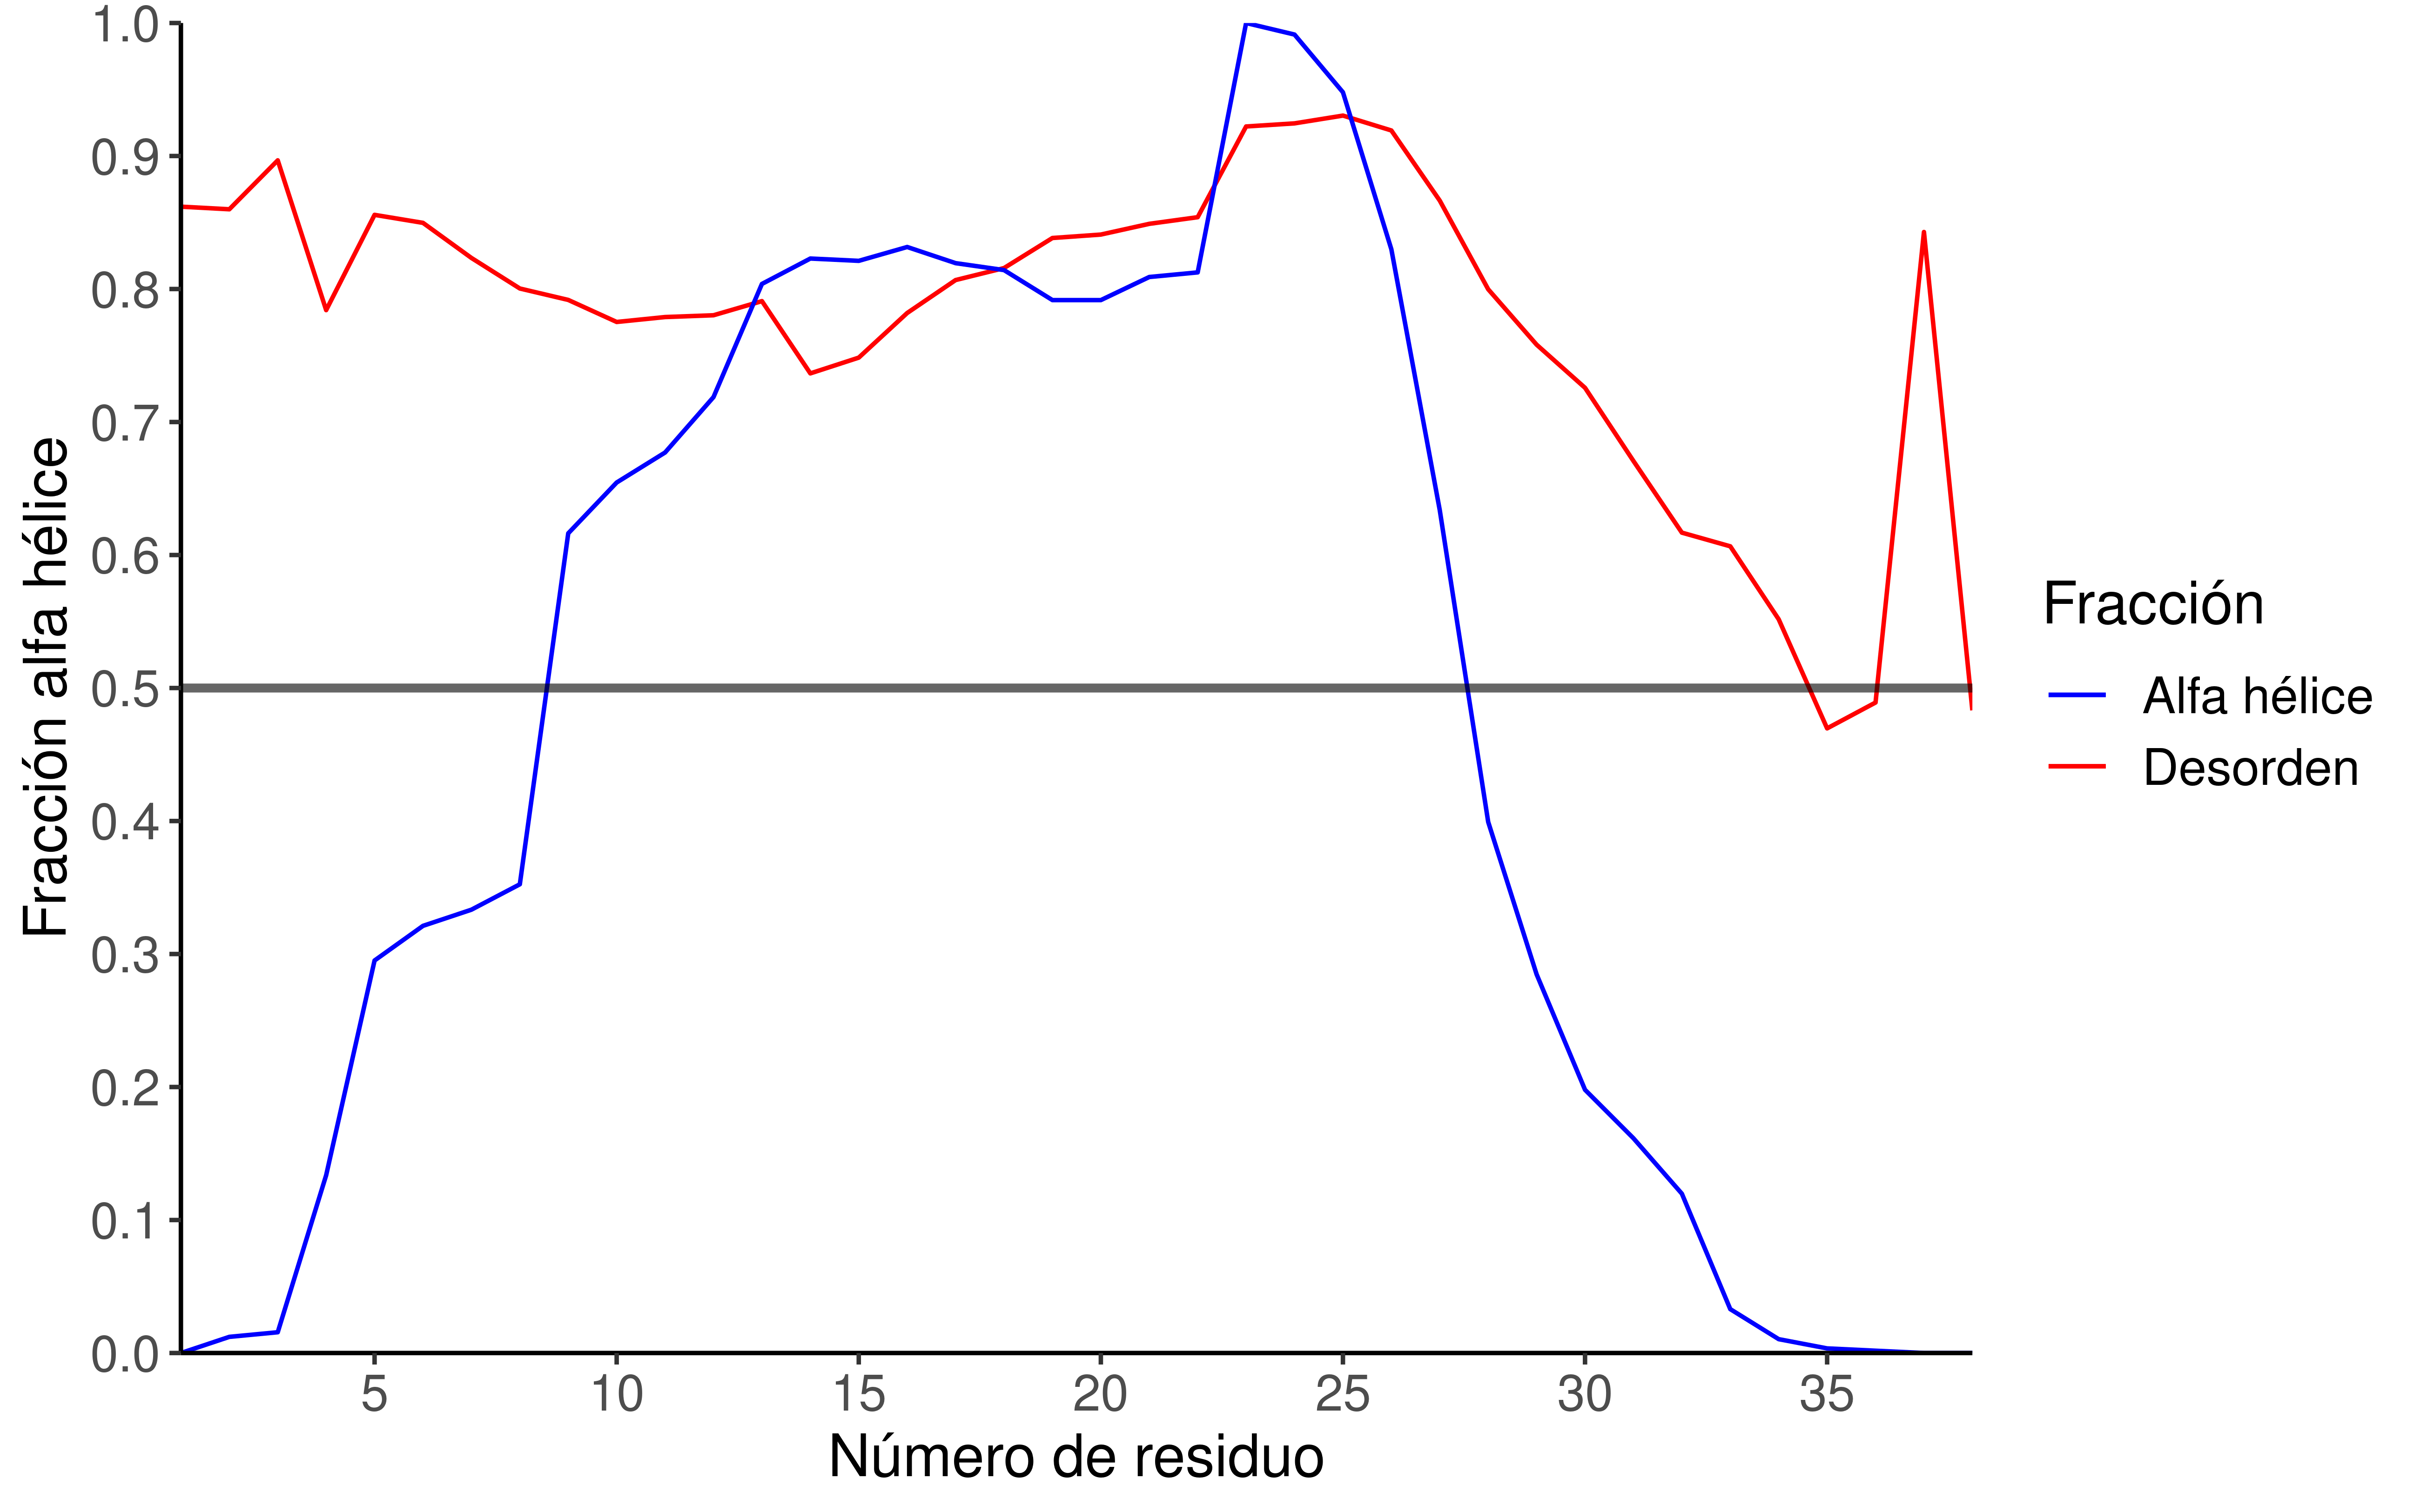 Fracción alfa hélice
1.0
0.9
0.8
0.7
0.6
0.5
0.4
0.3
0.2
0.1
0.0
5 10 15 20 25 30 35
Número de residuo
Fracción
Alfa hélice
Desorden